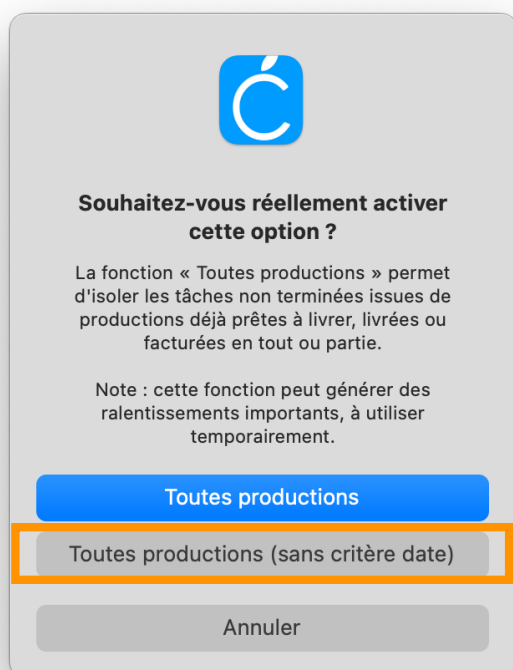 Souhaitez-vous réellement activer
cette option ?
La fonction « Toutes productions » permet
d'isoler les tâches non terminées issues de
productions déjà prêtes à livrer, livrées ou
facturées en tout ou partie.
Note : cette fonction peut générer des
ralentissements importants, à utiliser
temporairement.
Toutes productions
Toutes productions (sans critère date)
Annuler